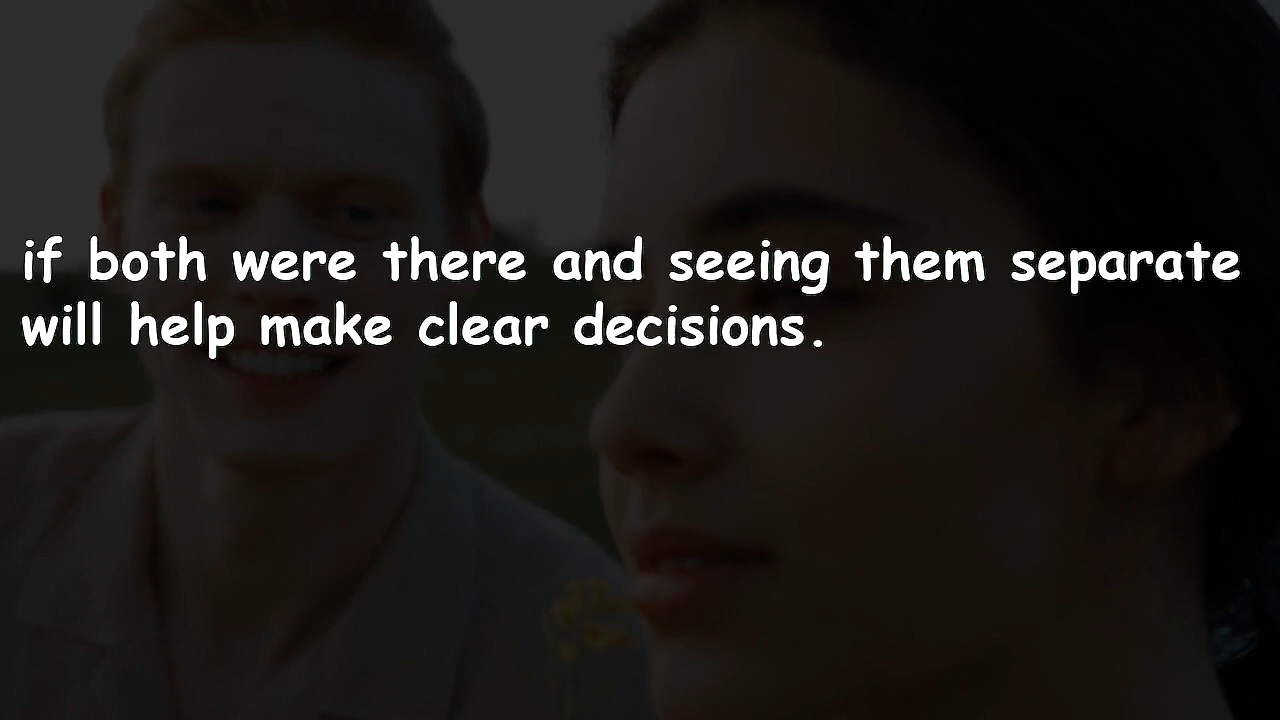 if both were there and seeing them separate
will help make clear decisions.